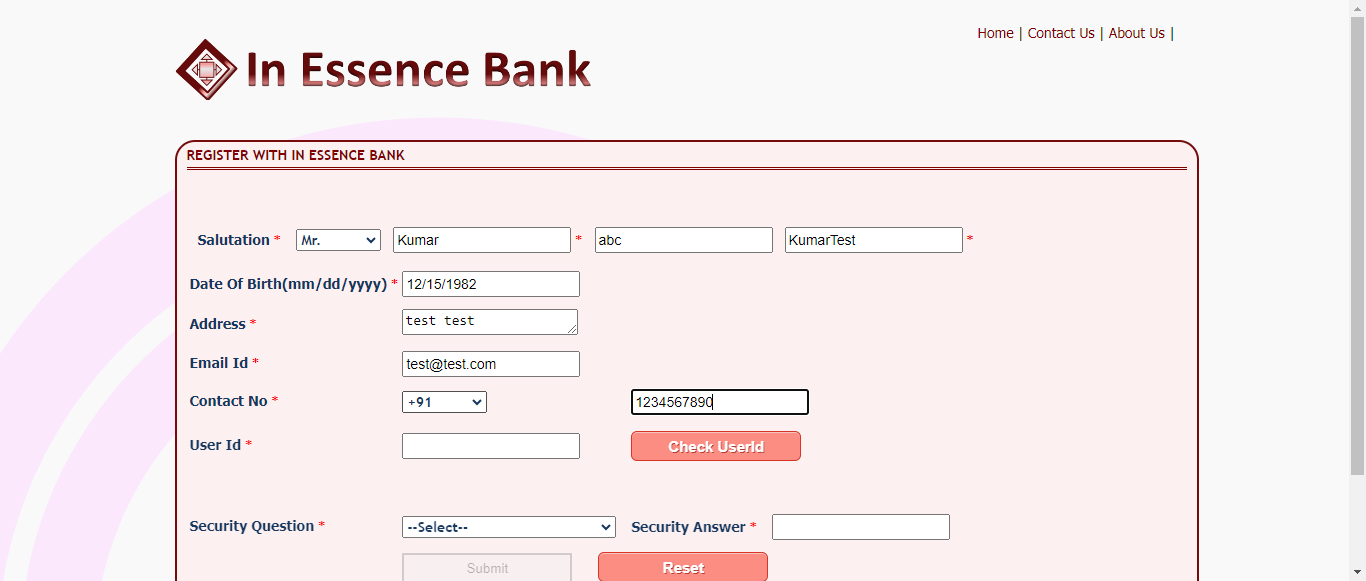 Home | Contact Us | About Us |
In Essence Bank
REGISTER WITH IN ESSENCE BANK
Salutation * Mr. Kumar * abc KumarTest *
Date Of Birth(mm/dd/yyyy) * 12/15/1982
Address * test test
Email Id * test@test.com
Contact No * +91 1234567890
User Id * Check UserId
Security Question * --Select-- Security Answer *
Submit Reset